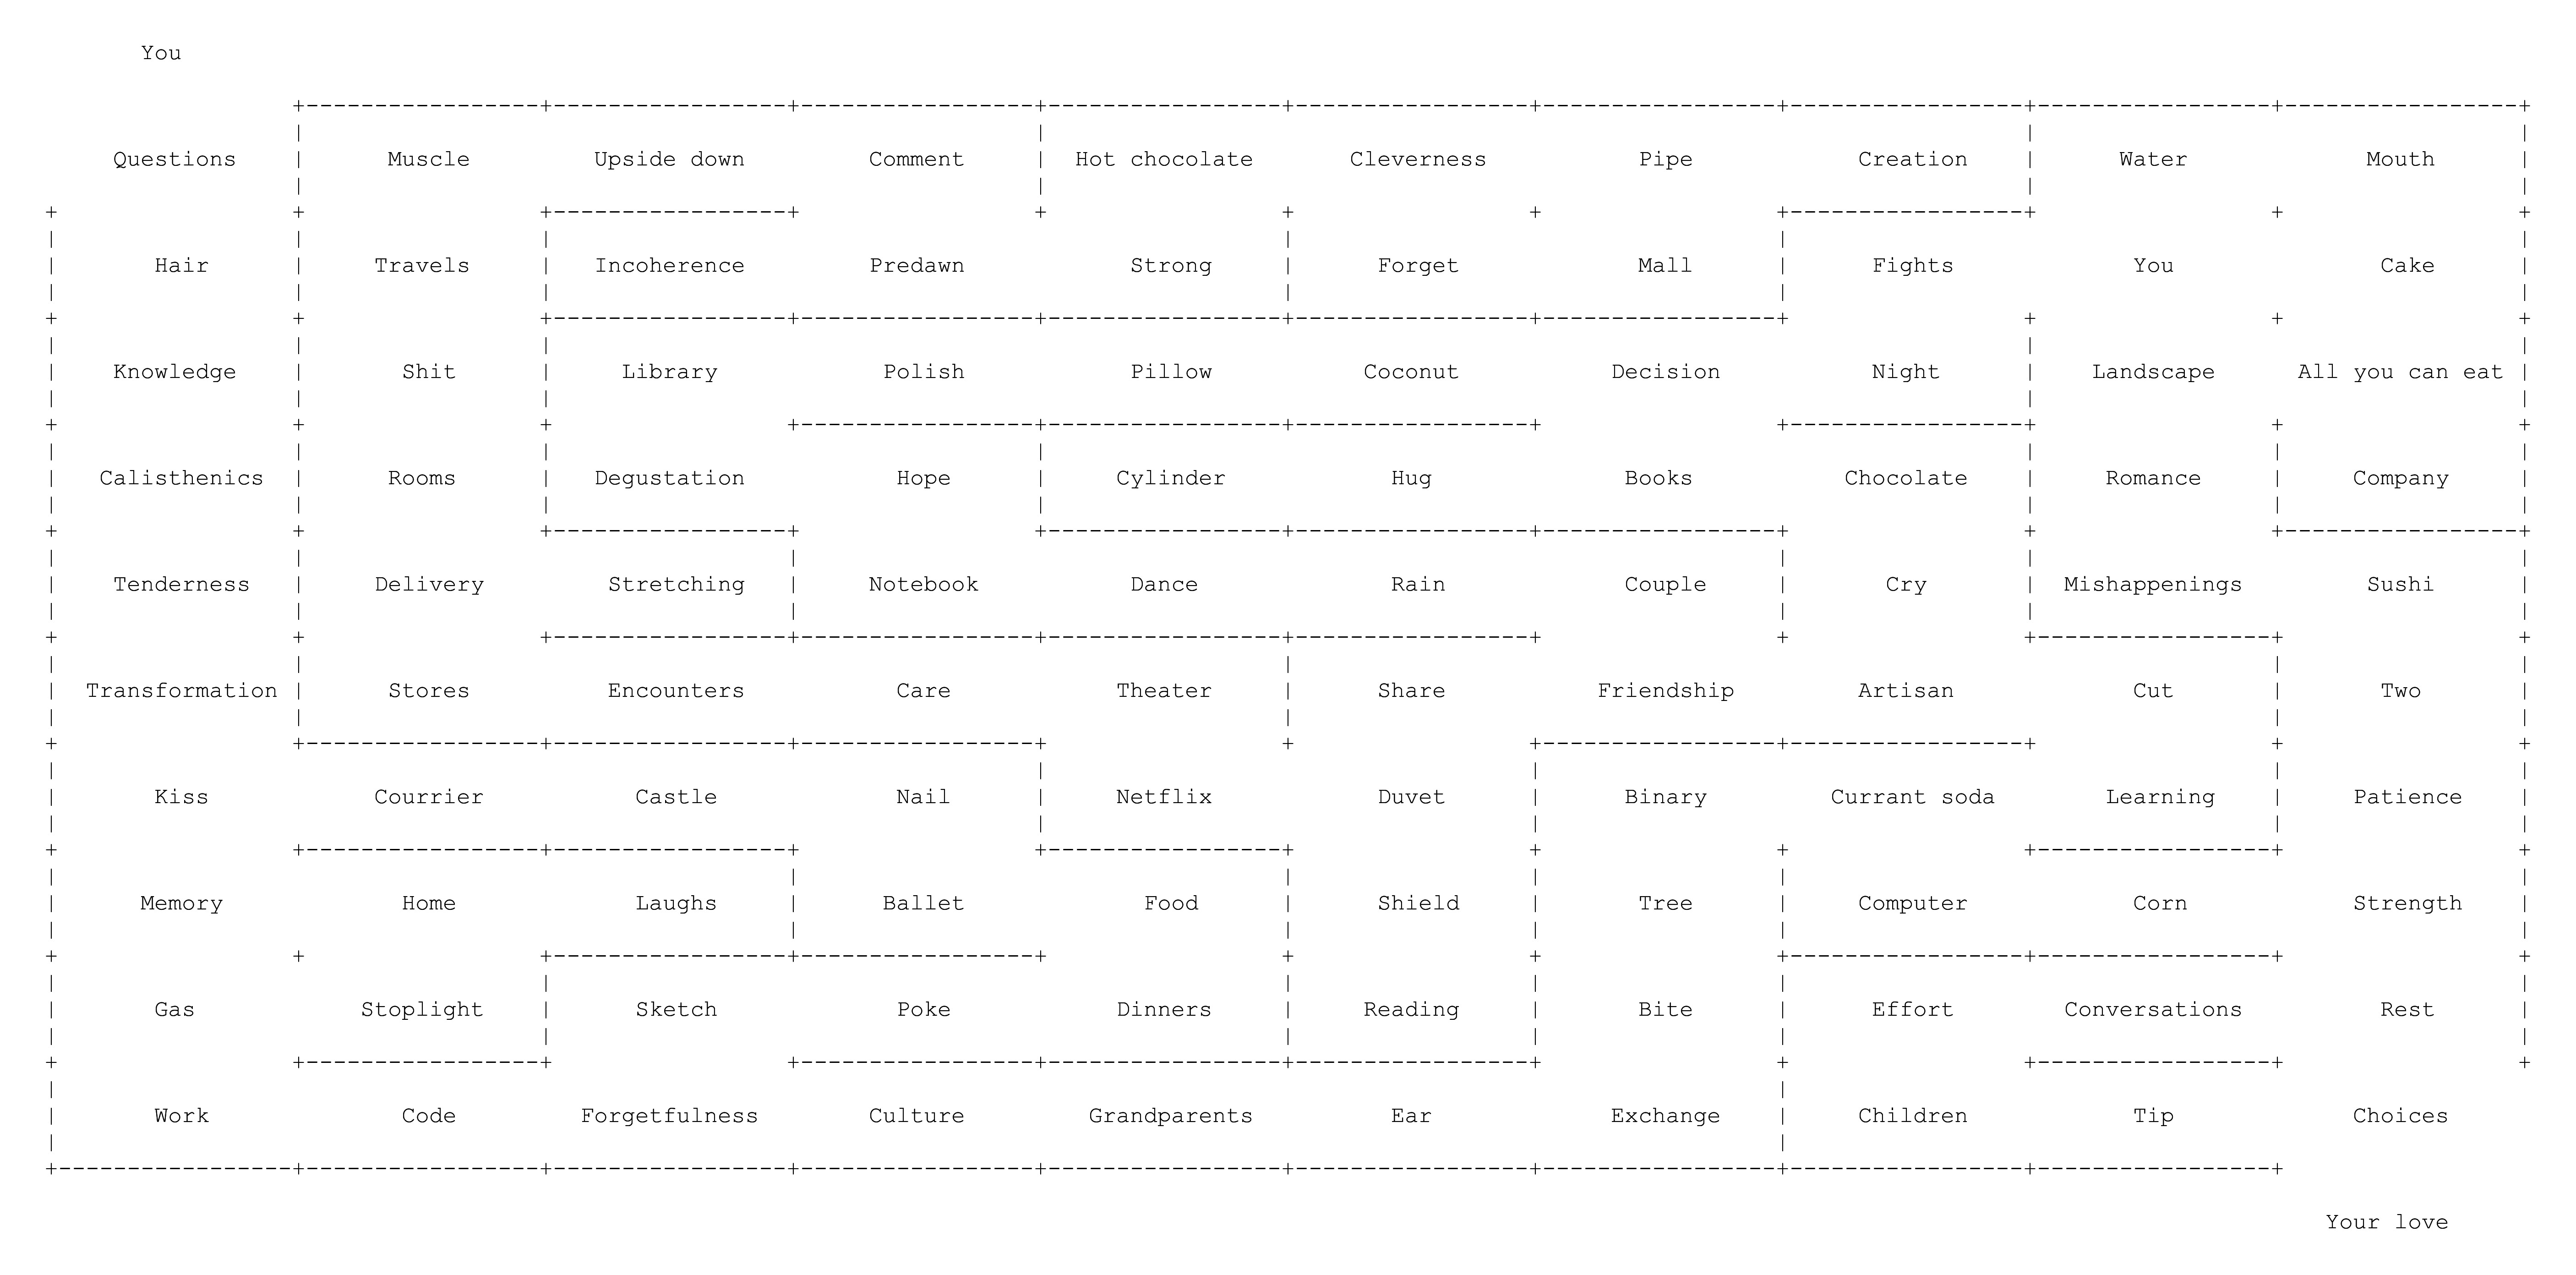 You
Questions Muscle Upside down Comment Hot chocolate Cleverness Pipe Creation Water Mouth
Hair Travels Incoherence Predawn Strong Forget Mall Fights You Cake
Knowledge Shit Library Polish Pillow Coconut Decision Night Landscape All you can eat
Calisthenics Rooms Degustation Hope Cylinder Hug Books Chocolate Romance Company
Tenderness Delivery Stretching Notebook Dance Rain Couple Cry Mishappenings Sushi
Transformation Stores Encounters Care Theater Share Friendship Artisan Cut Two
Kiss Courrier Castle Nail Netflix Duvet Binary Currant soda Learning Patience
Memory Home Laughs Ballet Food Shield Tree Computer Corn Strength
Gas Stoplight Sketch Poke Dinners Reading Bite Effort Conversations Rest
Work Code Forgetfulness Culture Grandparents Ear Exchange Children Tip Choices
Your love